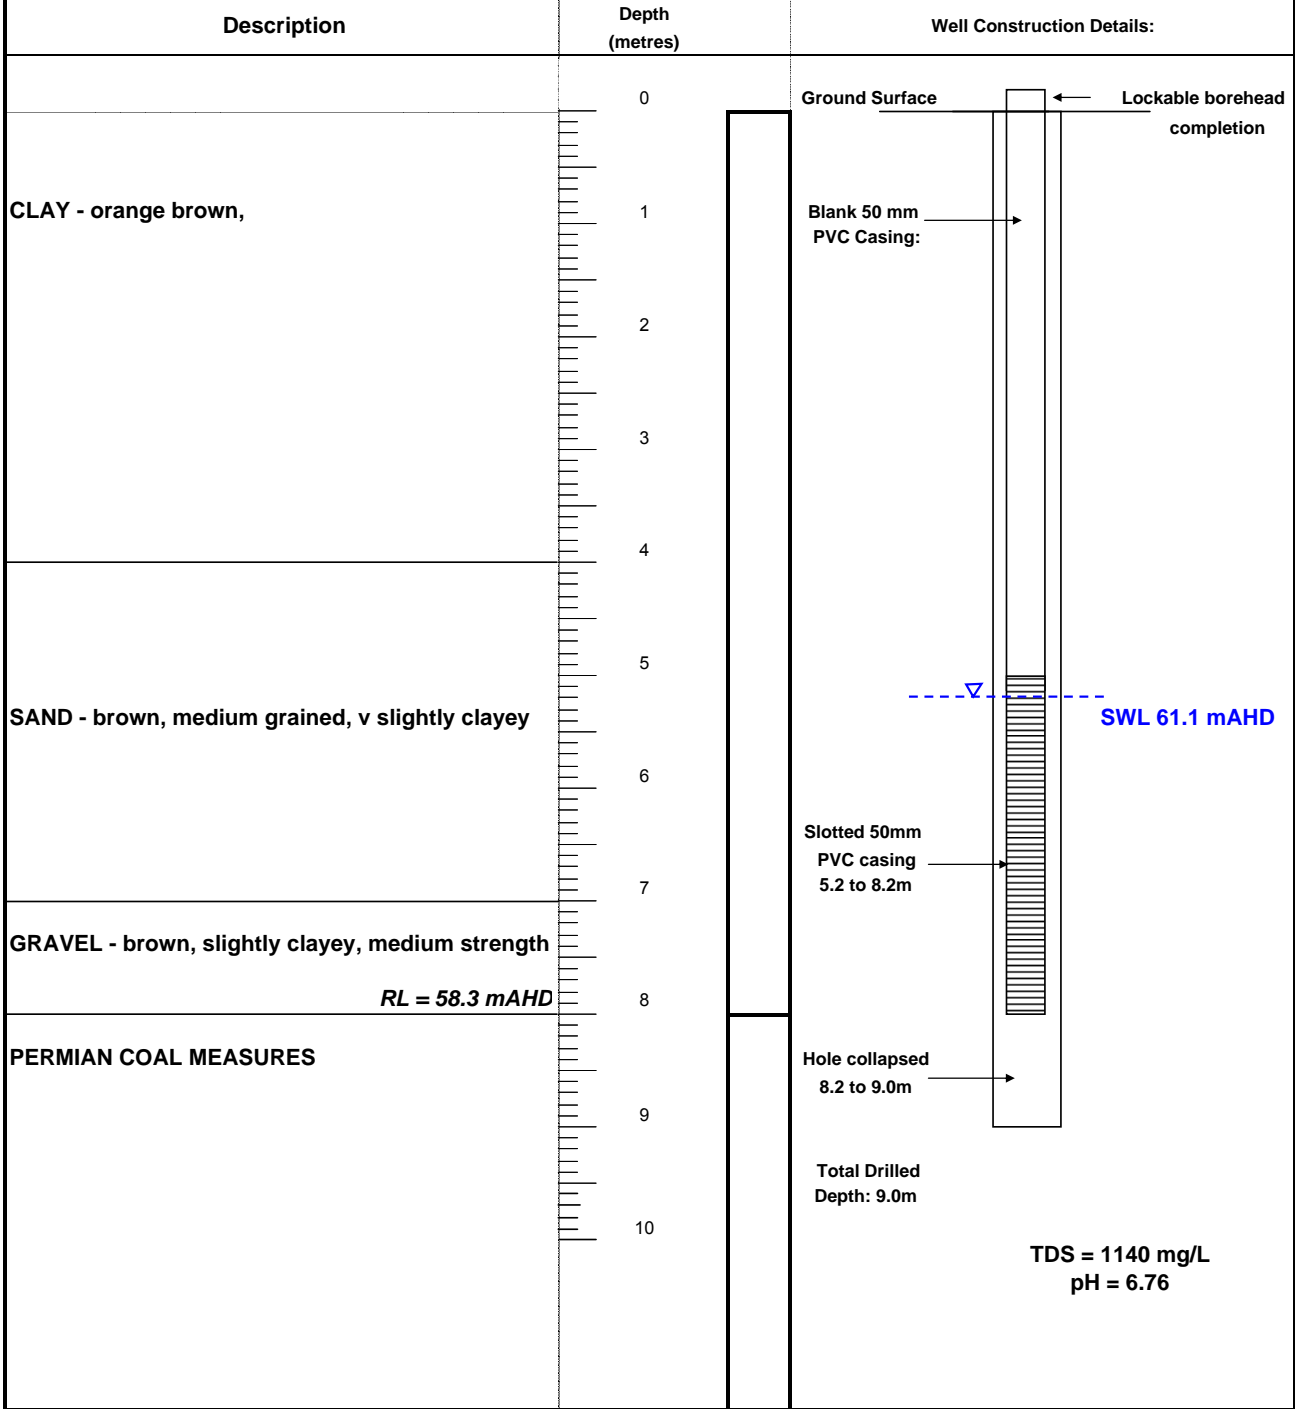 Description
Depth
(metres)
Well Construction Details:
0
Ground Surface
Lockable borehead
completion
CLAY - orange brown,
1
Blank 50 mm
PVC Casing:
2
3
4
5
SAND - brown, medium grained, v slightly clayey
SWL 61.1 mAHD
6
Slotted 50mm
PVC casing
5.2 to 8.2m
7
GRAVEL - brown, slightly clayey, medium strength
RL = 58.3 mAHD
8
PERMIAN COAL MEASURES
Hole collapsed
8.2 to 9.0m
9
Total Drilled
Depth: 9.0m
10
TDS = 1140 mg/L
pH = 6.76